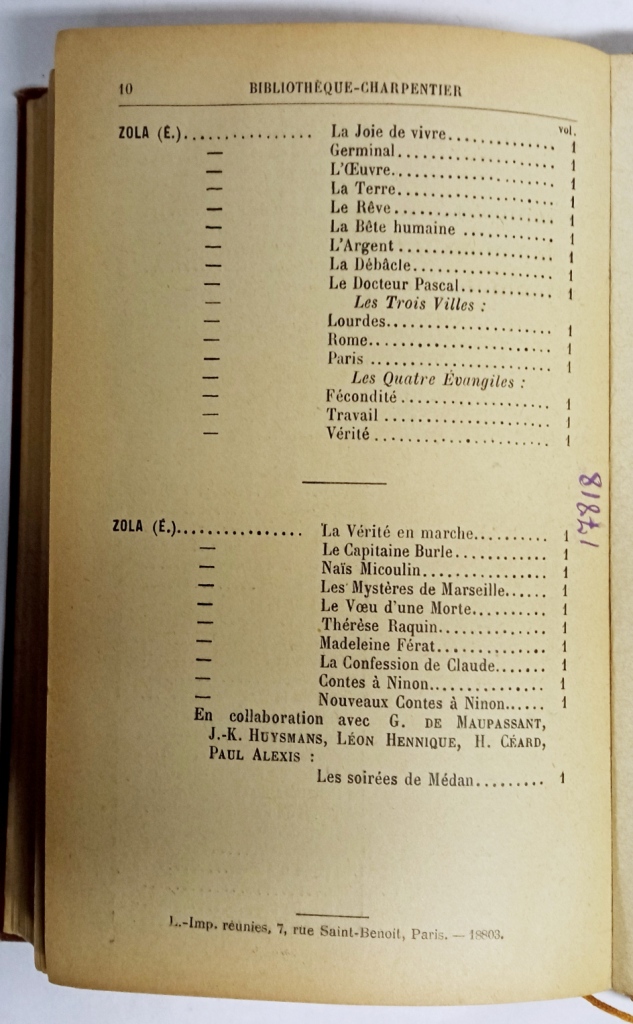 10 BIBLIOTHÈQUE-CHARPENTIER
vol.
ZOLA (É.)................ La Joie de vivre.............. 1
— Germinal.................... 1
— L'Œuvre..................... 1
— La Terre.................... 1
— Le Rêve..................... 1
— La Bête humaine ............ 1
— L'Argent ................... 1
— La Débâcle.................. 1
— Le Docteur Pascal........... 1
— Les Trois Villes :
— Lourdes..................... 1
— Rome........................ 1
— Paris ...................... 1
— Les Quatre Évangiles :
— Fécondité .................. 1
— Travail .................... 1
— Vérité ..................... 1
81871
ZOLA (É.)................ La Vérité en marche.......... 1
— Le Capitaine Burle............ 1
— Naïs Micoulin................ 1
— Les Mystères de Marseille...... 1
— Le Vœu d'une Morte.......... 1
— Thérèse Raquin.............. 1
— Madeleine Férat.............. 1
— La Confession de Claude....... 1
— Contes à Ninon............... 1
— Nouveaux Contes à Ninon...... 1
En collaboration avec G. DE MAUPASSANT,
J.-K. HUYSMANS, LÉON HENNIQUE, H. CÉARD,
PAUL ALEXIS :
Les soirées de Médan......... 1
L.-Imp. réunies, 7, rue Saint-Benoit, Paris. — 18803.